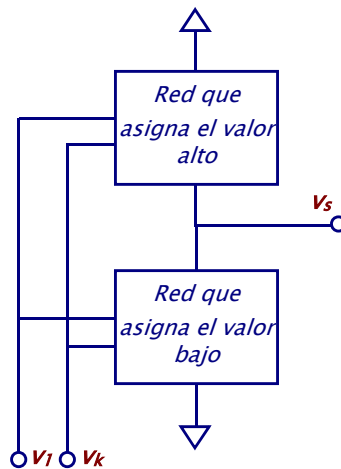 Red que
asigna el valor
alto
vs
Red que
asigna el valor
bajo
v1 vk